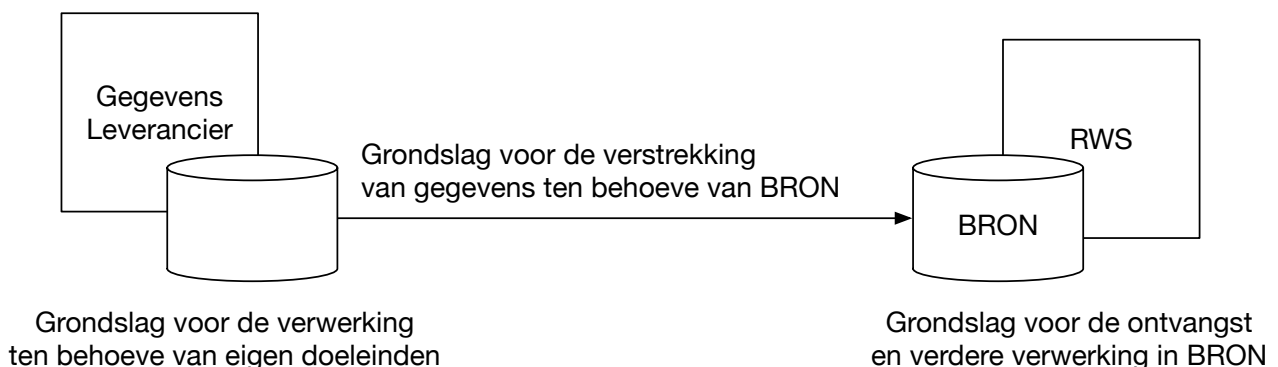 Gegevens
Leverancier
Grondslag voor de verstrekking
van gegevens ten behoeve van BRON
RWS
BRON
Grondslag voor de verwerking
ten behoeve van eigen doeleinden
Grondslag voor de ontvangst
en verdere verwerking in BRON